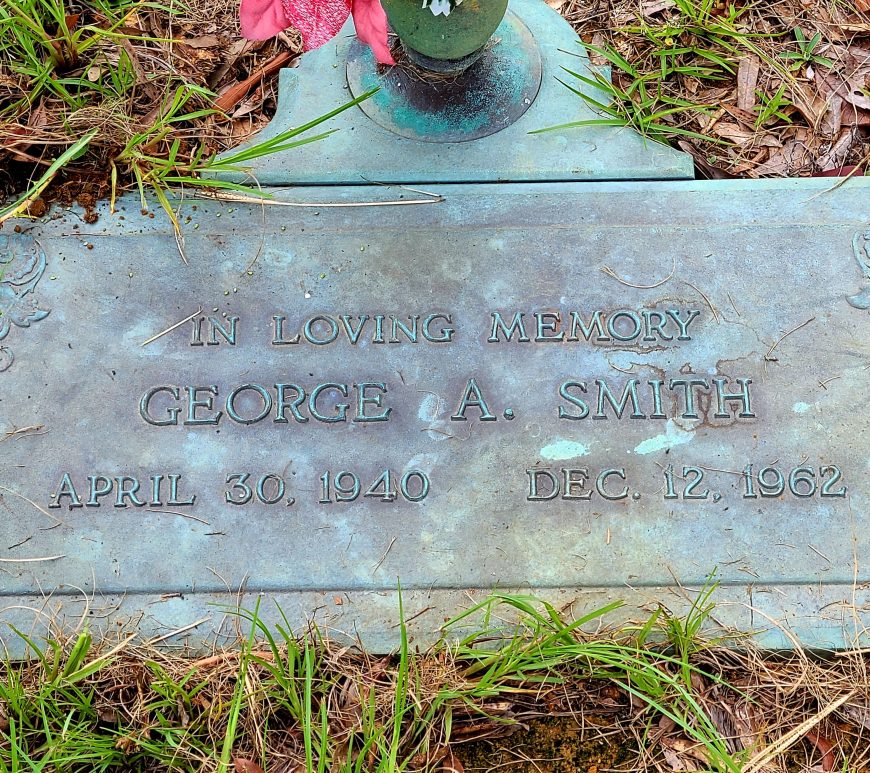 IN LOVING MEMORY
GEORGE A. SMITH
APRIL 30, 1940 DEC. 12, 1962